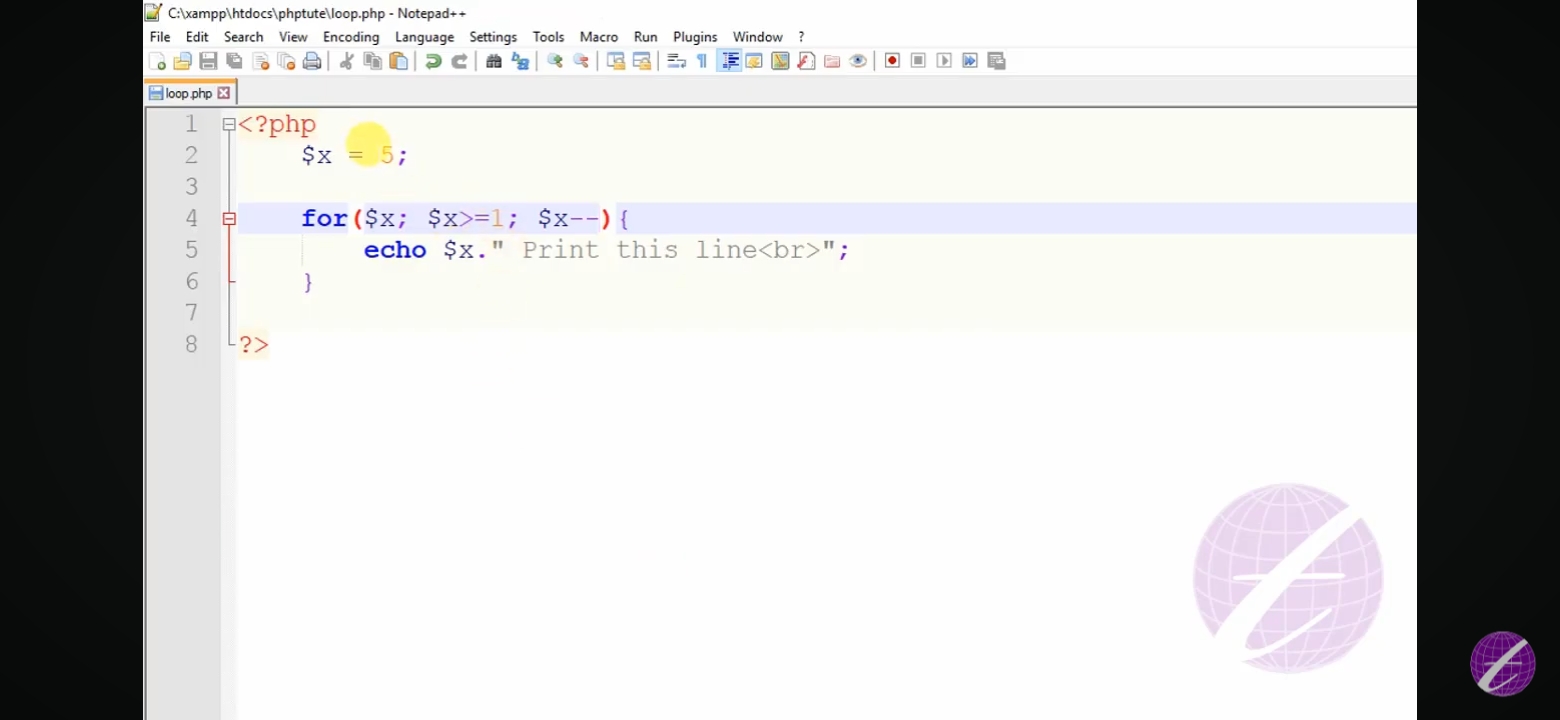 C:\xampp\htdocs\phptute\loop.php - Notepad++
File Edit Search View Encoding Language Settings Tools Macro Run Plugins Window ?
loop.php
1 <?php
2 $x = 5;
3
4 for($x; $x>=1; $x--){
5 echo $x." Print this line<br>";
6 }
7
8 ?>